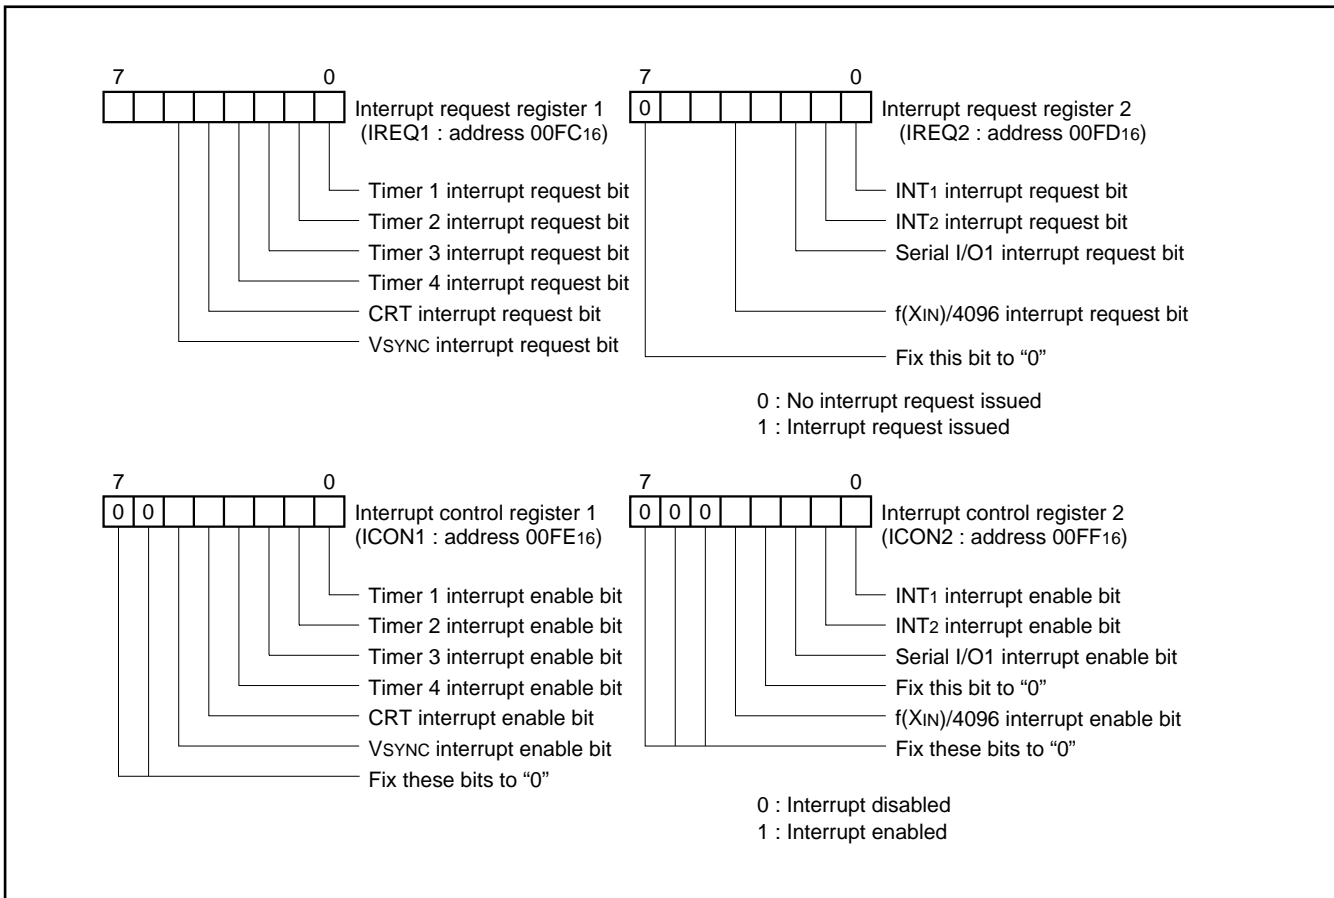 7 0
Interrupt request register 1
(IREQ1 : address 00FC16)
Timer 1 interrupt request bit
Timer 2 interrupt request bit
Timer 3 interrupt request bit
Timer 4 interrupt request bit
CRT interrupt request bit
VSYNC interrupt request bit
7 0
0 Interrupt request register 2
(IREQ2 : address 00FD16)
INT1 interrupt request bit
INT2 interrupt request bit
Serial I/O1 interrupt request bit
f(XIN)/4096 interrupt request bit
Fix this bit to “0”
0 : No interrupt request issued
1 : Interrupt request issued
7 0
0 0 Interrupt control register 1
(ICON1 : address 00FE16)
Timer 1 interrupt enable bit
Timer 2 interrupt enable bit
Timer 3 interrupt enable bit
Timer 4 interrupt enable bit
CRT interrupt enable bit
VSYNC interrupt enable bit
Fix these bits to “0”
7 0
0 0 0 Interrupt control register 2
(ICON2 : address 00FF16)
INT1 interrupt enable bit
INT2 interrupt enable bit
Serial I/O1 interrupt enable bit
Fix this bit to “0”
f(XIN)/4096 interrupt enable bit
Fix these bits to “0”
0 : Interrupt disabled
1 : Interrupt enabled